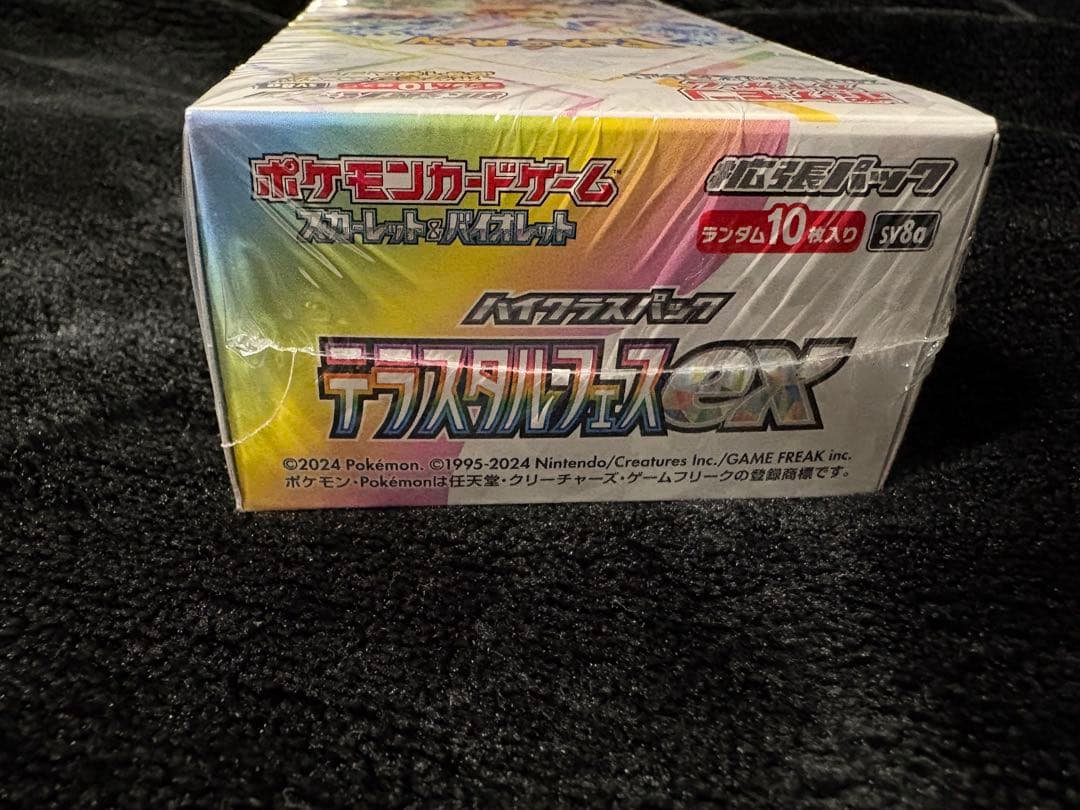 ポケモンカードゲーム
スカーレット&バイオレット
拡張パック
ランダム10枚入り
sv8a
ハイクラスパック
テラスタルフェスex
©2024 Pokémon. ©1995-2024 Nintendo/Creatures Inc./GAME FREAK inc.
ポケモン・Pokémonは任天堂・クリーチャーズ・ゲームフリークの登録商標です。